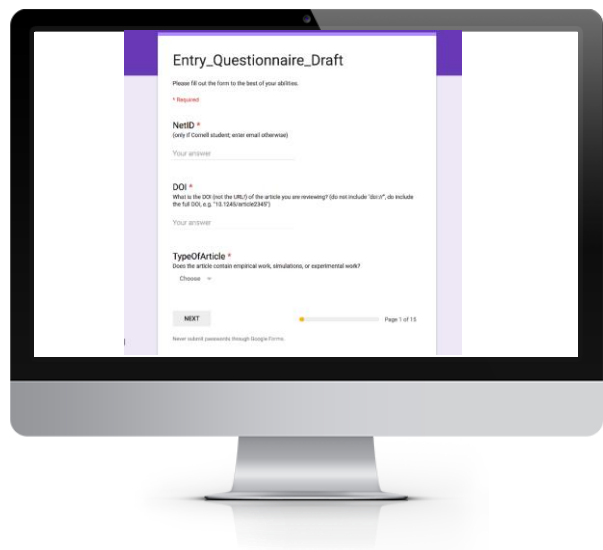 Entry_Questionnaire_Draft
Please fill out the form to the best of your abilities.
* Required
NetID *
(only if Cornell student; enter email otherwise)
Your answer
DOI *
What is the DOI (not the URL!) of the article you are reviewing? (do not include "doi://", do include
the full DOI, e.g. "13.1245/article2345")
Your answer
TypeOfArticle *
Does the article contain empirical work, simulations, or experimental work?
Choose
NEXT
Page 1 of 15
Never submit passwords through Google Forms.